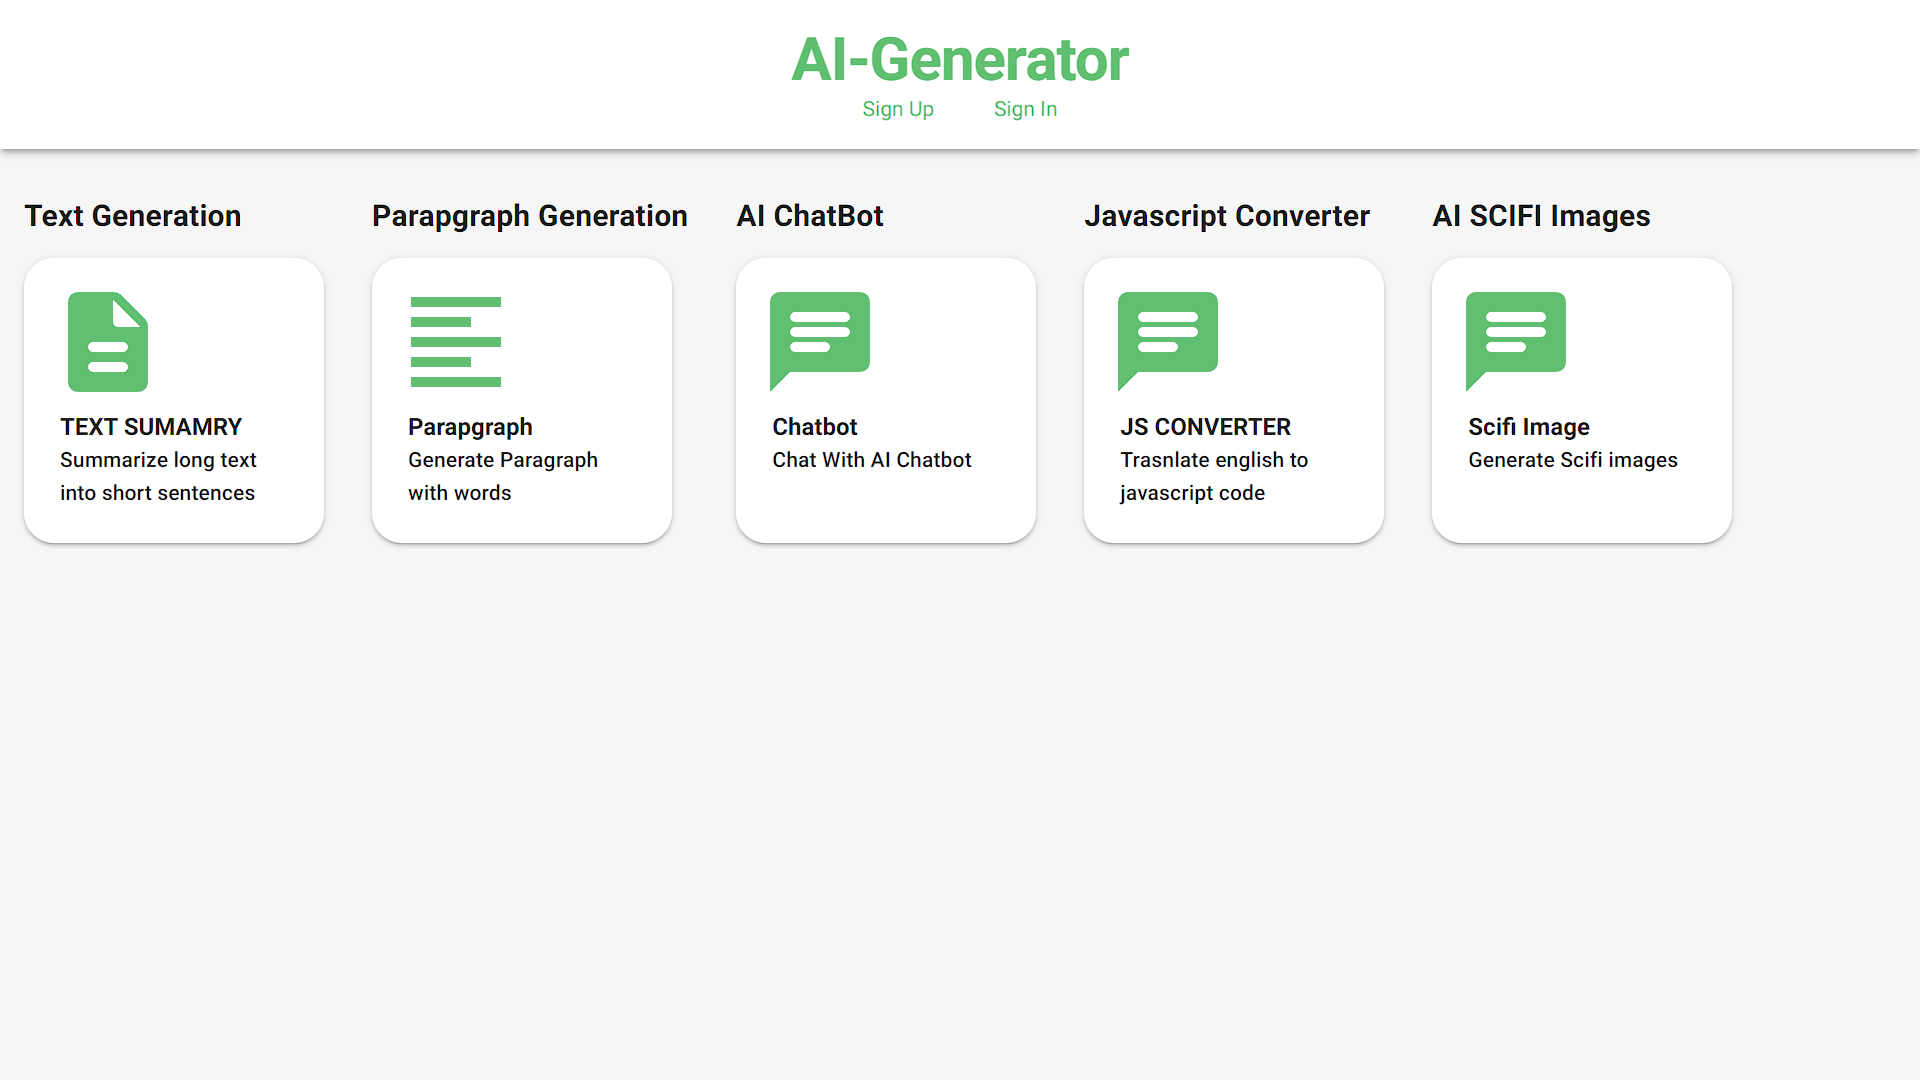 AI-Generator
Sign Up Sign In
Text Generation
TEXT SUMAMRY
Summarize long text
into short sentences
Parapgraph Generation
Parapgraph
Generate Paragraph
with words
AI ChatBot
Chatbot
Chat With AI Chatbot
Javascript Converter
JS CONVERTER
Trasnlate english to
javascript code
AI SCIFI Images
Scifi Image
Generate Scifi images